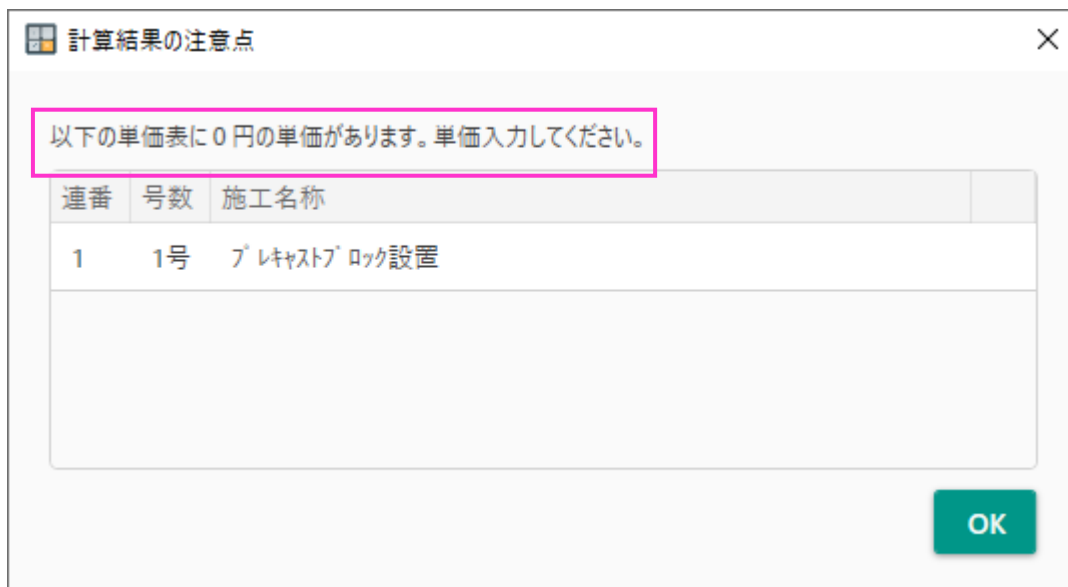 計算結果の注意点
以下の単価表に０円の単価があります。単価入力してください。
連番 号数 施工名称
1 1号 ﾌﾟﾚｷｬｽﾄﾌﾞﾛｯｸ設置
OK